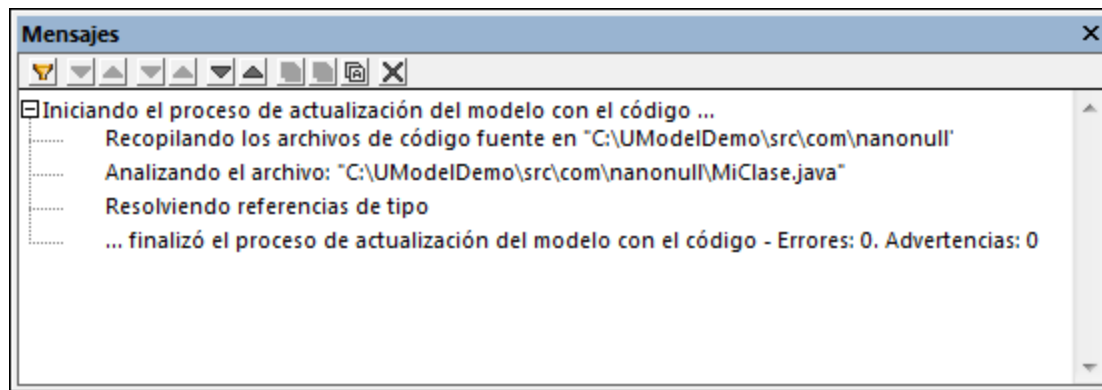 Mensajes
Iniciando el proceso de actualización del modelo con el código ...
Recopilando los archivos de código fuente en "C:\UModelDemo\src\com\nanonull'
Analizando el archivo: "C:\UModelDemo\src\com\nanonull\MiClase.java"
Resolviendo referencias de tipo
... finalizó el proceso de actualización del modelo con el código - Errores: 0. Advertencias: 0